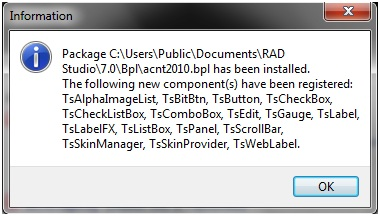 Information
Package C:\Users\Public\Documents\RAD
Studio\7.0\Bpl\acnt2010.bpl has been installed.
The following new component(s) have been registered:
TsAlphaImageList, TsBitBtn, TsButton, TsCheckBox,
TsCheckListBox, TsComboBox, TsEdit, TsGauge, TsLabel,
TsLabelFX, TsListBox, TsPanel, TsScrollBar,
TsSkinManager, TsSkinProvider, TsWebLabel.
OK